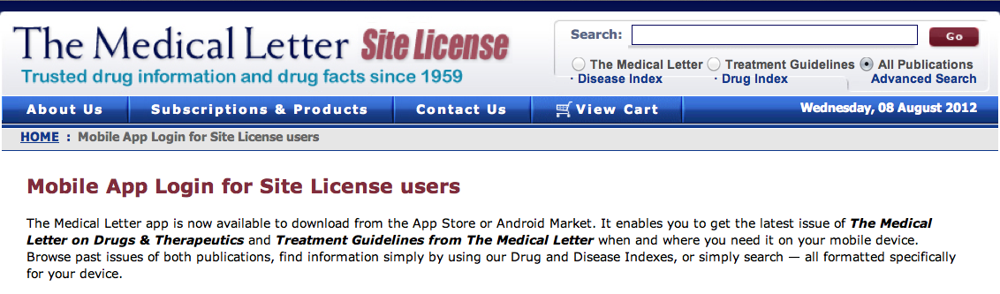 The Medical Letter Site License
Trusted drug information and drug facts since 1959
Search:
Go
The Medical Letter Treatment Guidelines All Publications
· Disease Index · Drug Index Advanced Search
About Us Subscriptions & Products Contact Us View Cart Wednesday, 08 August 2012
HOME : Mobile App Login for Site License users
Mobile App Login for Site License users
The Medical Letter app is now available to download from the App Store or Android Market. It enables you to get the latest issue of The Medical
Letter on Drugs & Therapeutics and Treatment Guidelines from The Medical Letter when and where you need it on your mobile device.
Browse past issues of both publications, find information simply by using our Drug and Disease Indexes, or simply search — all formatted specifically
for your device.